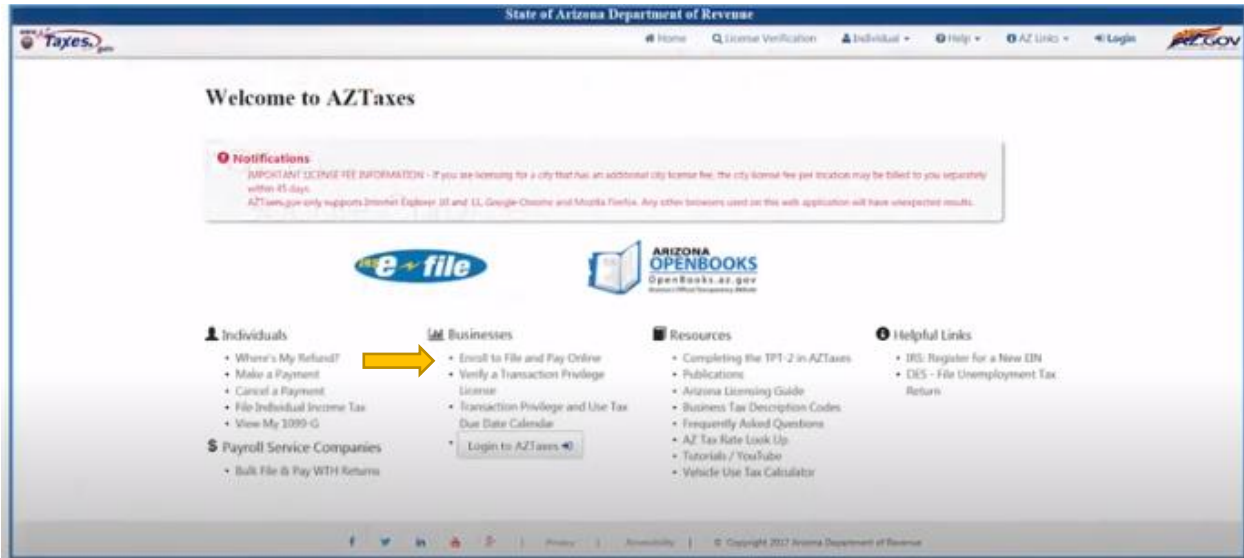 State of Arizona Department of Revenue
Taxes.gov
Home License Verification Individual Help AZ Links Login AZ.GOV
Welcome to AZTaxes
Notifications
IMPORTANT LICENSE FEE INFORMATION - If you are licensing for a city that has an additional city license fee, the city license fee per location may be billed to you separately
within 45 days.
AZTaxes.gov only supports Internet Explorer 10 and 11, Google Chrome and Mozilla Firefox. Any other browsers used on this web application will have unexpected results.
e file
ARIZONA
OPENBOOKS
OpenBooks.az.gov
Individuals
• Where's My Refund?
• Make a Payment
• Cancel a Payment
• File Individual Income Tax
• View My 1099-G
$ Payroll Service Companies
• Bulk File & Pay WTH Returns
Businesses
• Enroll to File and Pay Online
• Verify a Transaction Privilege
License
• Transaction Privilege and Use Tax
Due Date Calendar
• Login to AZTaxes
Resources
• Completing the TPT-2 in AZTaxes
• Publications
• Arizona Licensing Guide
• Business Tax Description Codes
• Frequently Asked Questions
• AZ Tax Rate Look Up
• Tutorials / YouTube
• Vehicle Use Tax Calculator
Helpful Links
• IRS: Register for a New EIN
• DES - File Unemployment Tax
Return
| Privacy | Accessibility | © Copyright 2017 Arizona Department of Revenue